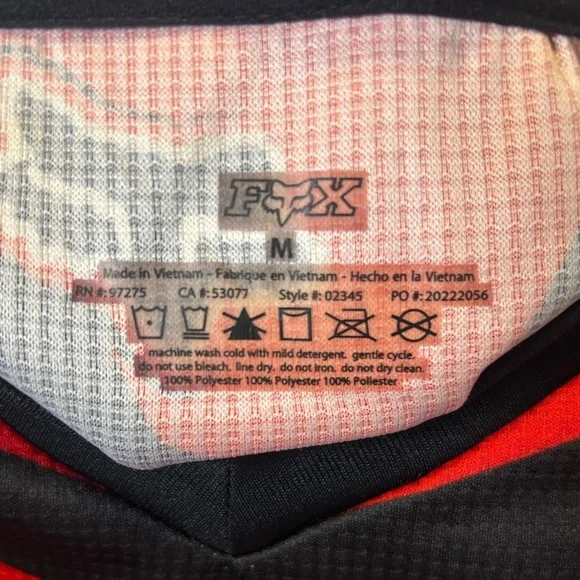 FOX
M
Made in Vietnam - Fabrique en Vietnam - Hecho en la Vietnam
RN #: 97275 CA #: 53077 Style #: 02345 PO #: 20222056
machine wash cold with mild detergent. gentle cycle.
do not use bleach. line dry. do not iron. do not dry clean.
100% Polyester 100% Polyester 100% Poliester